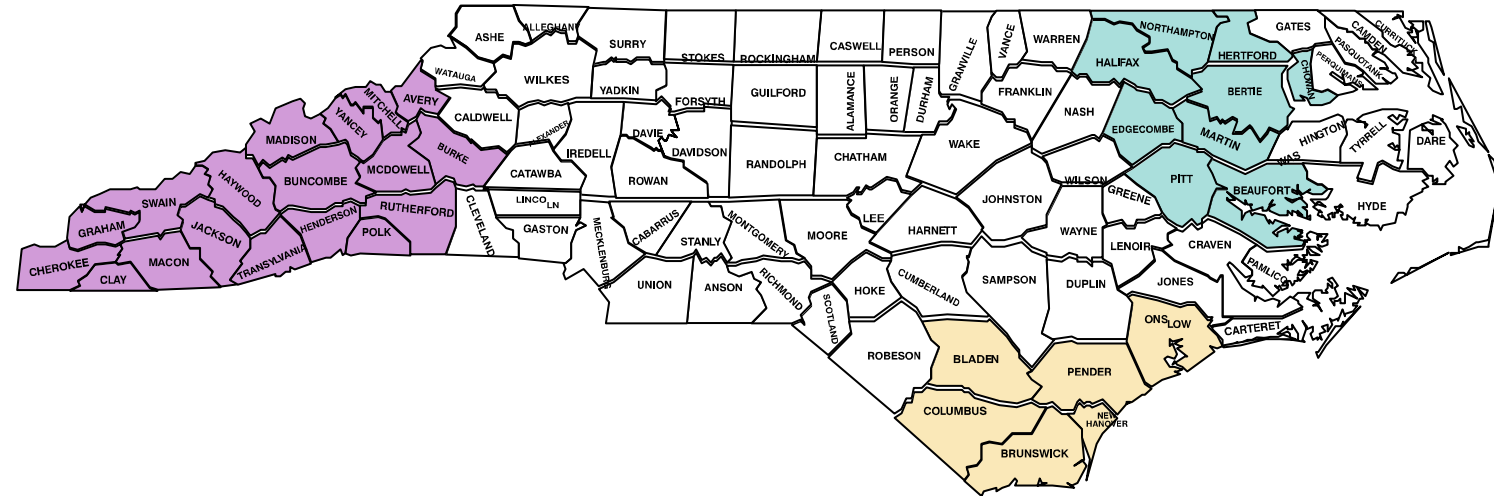 ASHE
ALLEGHANY
SURRY
STOKES
ROCKINGHAM
CASWELL
PERSON
GRANVILLE
VANCE
WARREN
NORTHAMPTON
GATES
CAMDEN
CURRITUCK
HERTFORD
PASQUOTANK
PERQUIMANS
CHOWAN
HALIFAX
WATAUGA
WILKES
YADKIN
FORSYTH
GUILFORD
ALAMANCE
ORANGE
DURHAM
FRANKLIN
NASH
BERTIE
AVERY
MITCHELL
YANCEY
MADISON
CALDWELL
EXANDER
IREDELL
DAVIE
DAVIDSON
RANDOLPH
CHATHAM
WAKE
EDGECOMBE
MARTIN
WAS
HINGTON
TYRRELL
DARE
BURKE
MCDOWELL
BUNCOMBE
HAYWOOD
CATAWBA
ROWAN
WILSON
PITT
BEAUFORT
HYDE
SWAIN
GRAHAM
JACKSON
HENDERSON
RUTHERFORD
POLK
CLEVELAND
LINCOLN
GASTON
MECKLENBURG
CABARRUS
STANLY
MONTGOMERY
MOORE
LEE
HARNETT
JOHNSTON
WAYNE
GREENE
LENOIR
CRAVEN
PAMLICO
CHEROKEE
CLAY
MACON
TRANSYLVANIA
UNION
ANSON
RICHMOND
SCOTLAND
HOKE
CUMBERLAND
SAMPSON
DUPLIN
JONES
CARTERET
ONSLOW
ROBESON
BLADEN
PENDER
COLUMBUS
NEW
HANOVER
BRUNSWICK